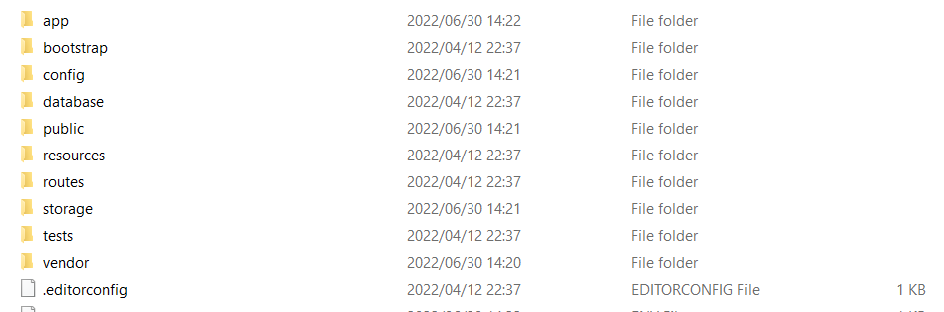 app 2022/06/30 14:22 File folder
bootstrap 2022/04/12 22:37 File folder
config 2022/06/30 14:21 File folder
database 2022/04/12 22:37 File folder
public 2022/06/30 14:21 File folder
resources 2022/04/12 22:37 File folder
routes 2022/04/12 22:37 File folder
storage 2022/06/30 14:21 File folder
tests 2022/04/12 22:37 File folder
vendor 2022/06/30 14:20 File folder
.editorconfig 2022/04/12 22:37 EDITORCONFIG File 1 KB